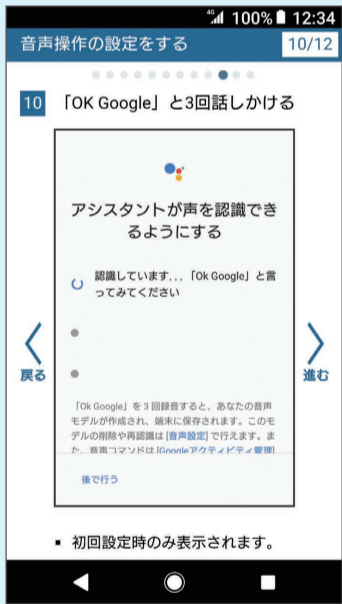 4G 100% 12:34
音声操作の設定をする 10/12
10 「OK Google」と3回話しかける
アシスタントが声を認識でき
るようにする
認識しています...「Ok Google」と言
ってみてください
戻る
進む
「Ok Google」を 3 回録音すると、あなたの音声
モデルが作成され、端末に保存されます。このモ
デルの削除や再認識は [音声設定] で行えます。ま
た、音声コマンドは [Googleアクティビティ管理]
後で行う
▪ 初回設定時のみ表示されます。